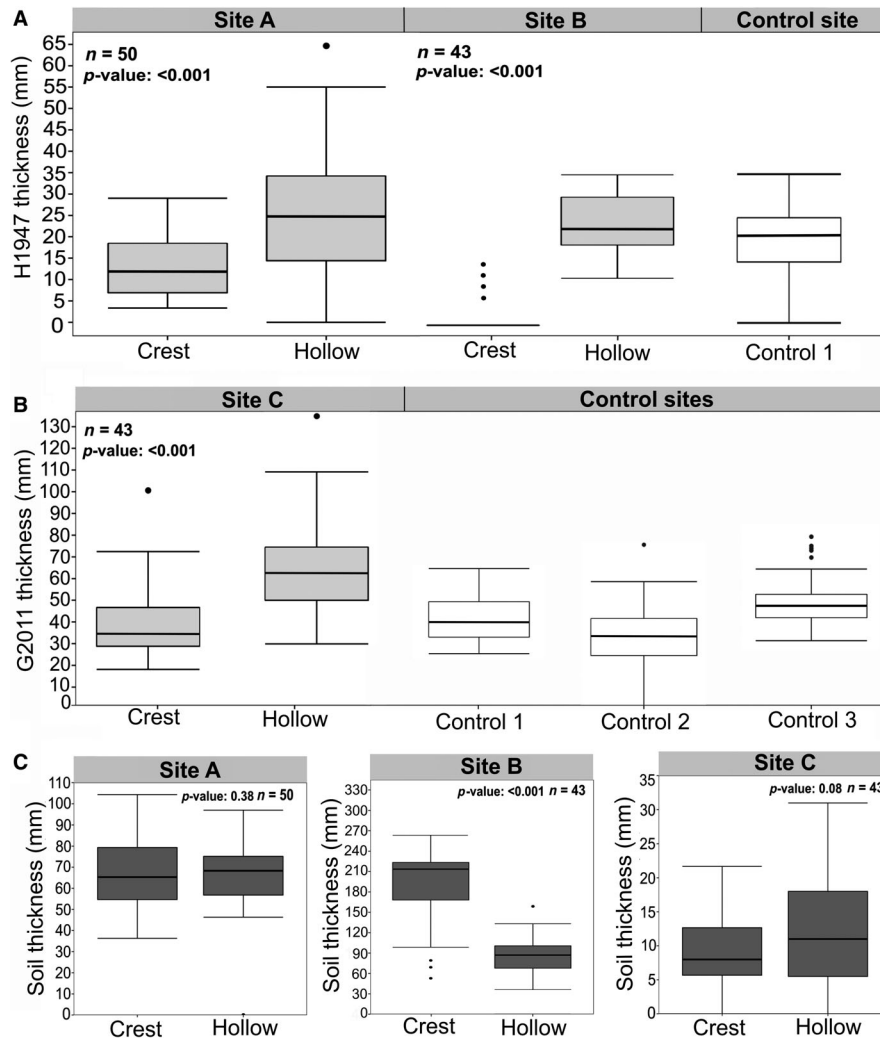 A
Site A
Site B
Control site
H1947 thickness (mm)
65
60
55
50
45
40
35
30
25
20
15
10
5
0
n = 50
p-value: <0.001
n = 43
p-value: <0.001
Crest
Hollow
Crest
Hollow
Control 1
B
Site C
Control sites
G2011 thickness (mm)
130
120
110
100
90
80
70
60
50
40
30
20
10
0
n = 43
p-value: <0.001
Crest
Hollow
Control 1
Control 2
Control 3
C
Site A
Soil thickness (mm)
110
100
90
80
70
60
50
40
30
20
10
0
p-value: 0.38 n = 50
Crest
Hollow
Site B
Soil thickness (mm)
330
300
270
240
210
180
150
120
90
60
30
0
p-value: <0.001 n = 43
Crest
Hollow
Site C
Soil thickness (mm)
35
30
25
20
15
10
5
0
p-value: 0.08 n = 43
Crest
Hollow